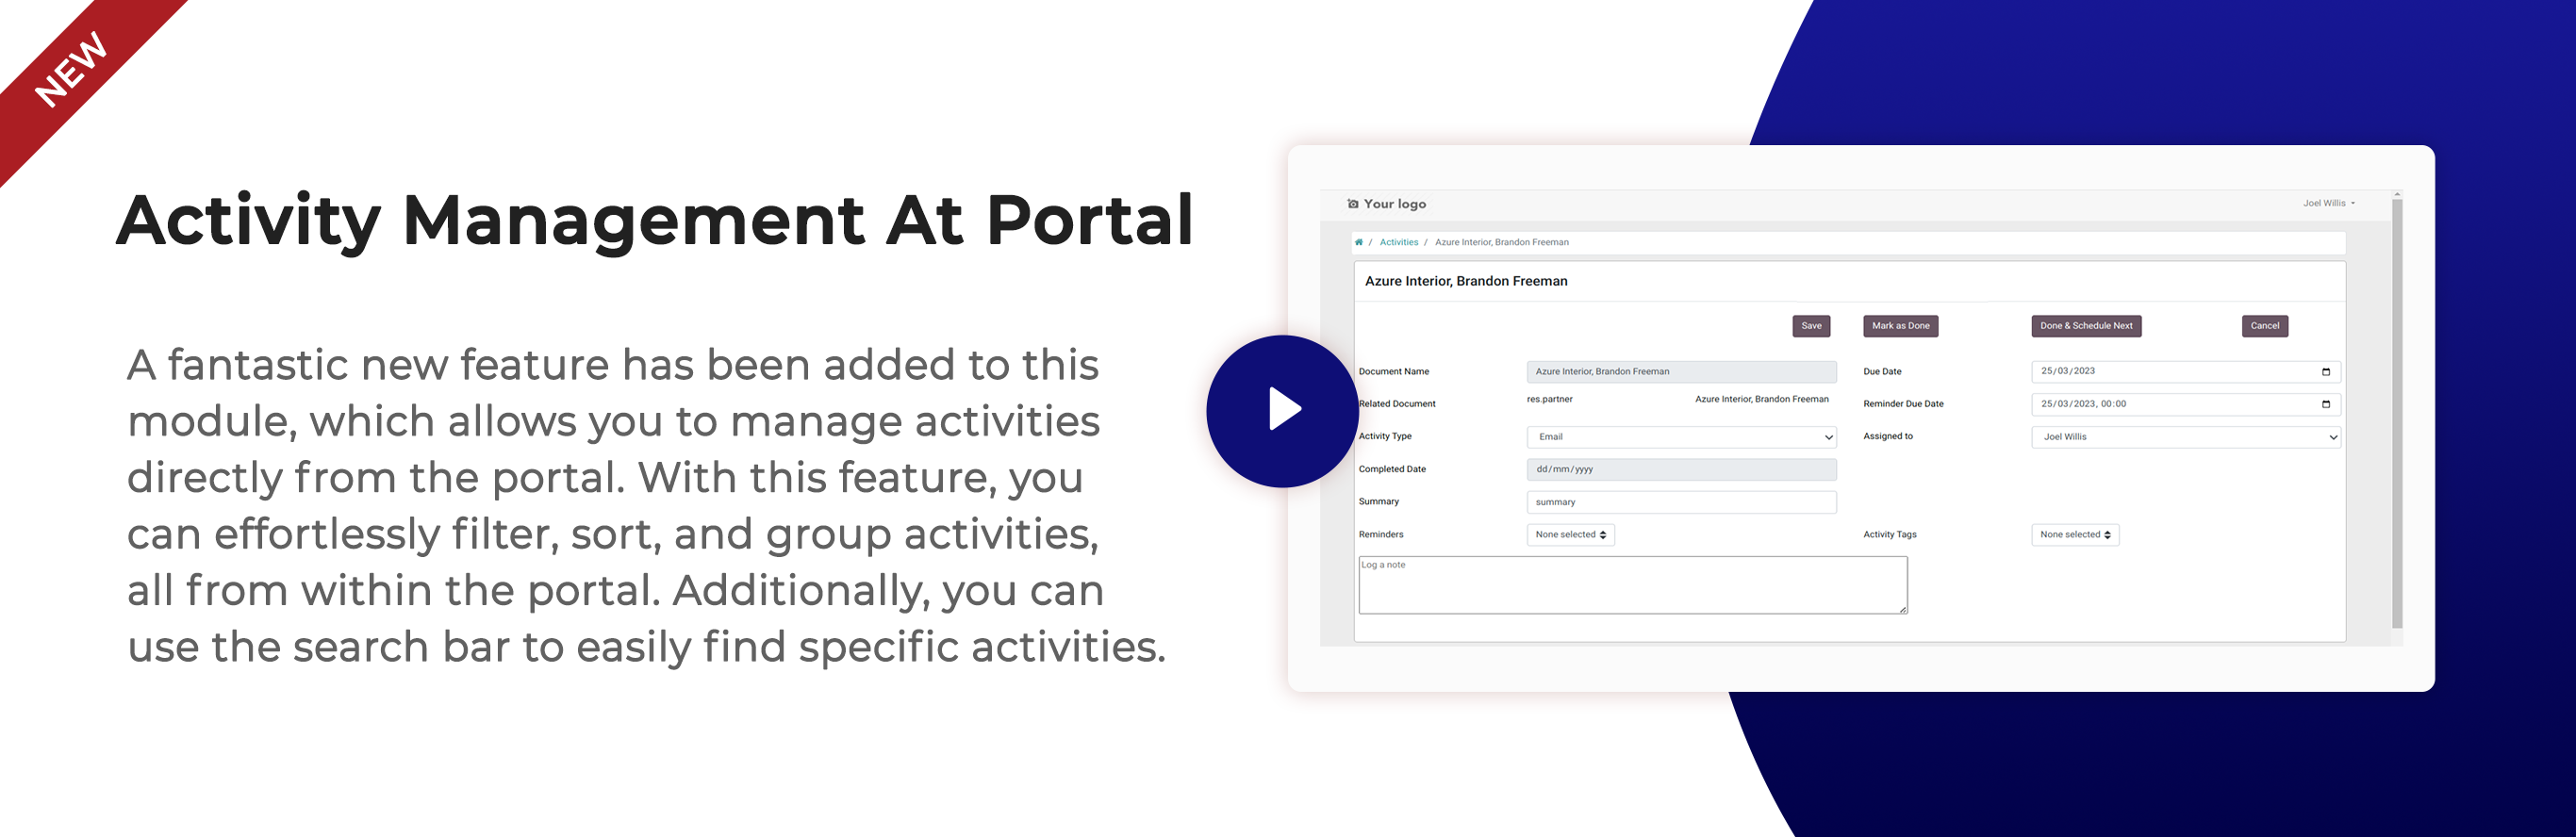 NEW
Activity Management At Portal
A fantastic new feature has been added to this
module, which allows you to manage activities
directly from the portal. With this feature, you
can effortlessly filter, sort, and group activities,
all from within the portal. Additionally, you can
use the search bar to easily find specific activities.
Your logo
Joel Willis
/ Activities / Azure Interior, Brandon Freeman
Azure Interior, Brandon Freeman
Save Mark as Done Done & Schedule Next Cancel
Document Name Azure Interior, Brandon Freeman Due Date 25/03/2023
Related Document res.partner Azure Interior, Brandon Freeman Reminder Due Date 25/03/2023, 00:00
Activity Type Email Assigned to Joel Willis
Completed Date dd/mm/yyyy
Summary summary
Reminders None selected Activity Tags None selected
Log a note